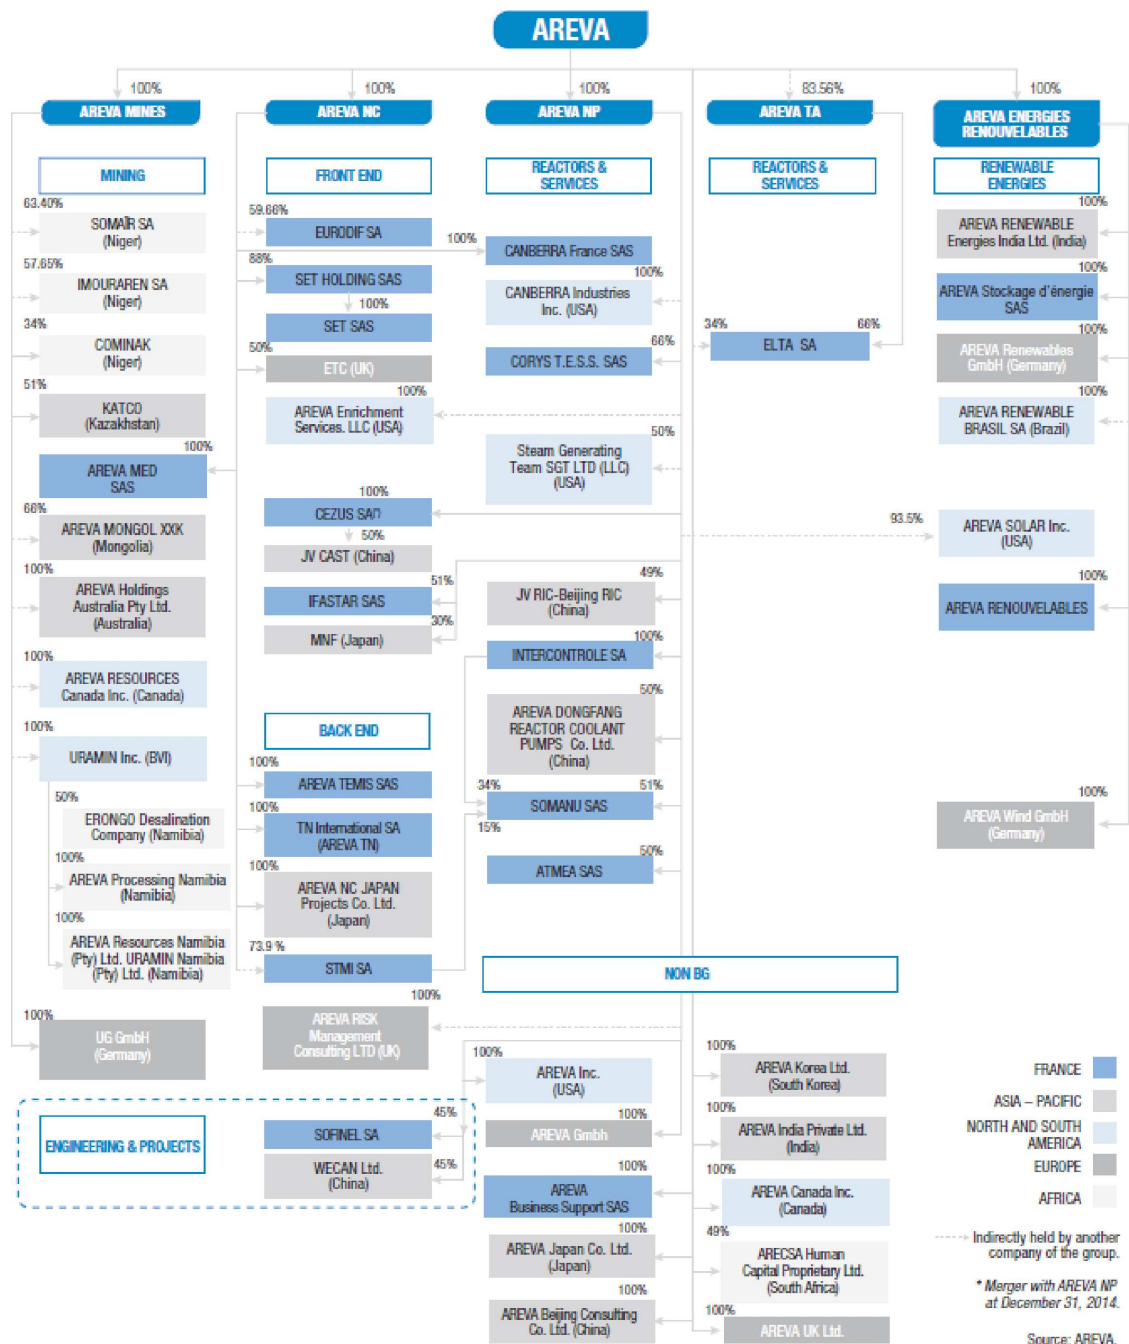 AREVA
100%
100%
100%
83.56%
100%
AREVA MINES
AREVA NC
AREVA NP
AREVA TA
AREVA ENERGIES
RENOUVELABLES
MINING
63.40%
SOMAÏR SA
(Niger)
57.65%
IMOURAREN SA
(Niger)
34%
COMINAK
(Niger)
51%
KATCO
(Kazakhstan)
100%
AREVA MED
SAS
66%
AREVA MONGOL XXK
(Mongolia)
100%
AREVA Holdings
Australia Pty Ltd.
(Australia)
100%
AREVA RESOURCES
Canada Inc. (Canada)
100%
URAMIN Inc. (BVI)
50%
ERONGO Desalination
Company (Namibia)
100%
AREVA Processing Namibia
(Namibia)
100%
AREVA Resources Namibia
(Pty) Ltd. URAMIN Namibia
(Pty) Ltd. (Namibia)
100%
UG GmbH
(Germany)
FRONT END
59.66%
EURODIF SA
88%
SET HOLDING SAS
100%
SET SAS
50%
ETC (UK)
100%
AREVA Enrichment
Services. LLC (USA)
100%
CEZUS SA
50%
JV CAST (China)
51%
IFASTAR SAS
30%
MNF (Japan)
BACK END
100%
AREVA TEMIS SAS
100%
TN International SA
(AREVA TN)
100%
AREVA NC JAPAN
Projects Co. Ltd.
(Japan)
73.9 %
STMI SA
100%
AREVA RISK
Management
Consulting LTD (UK)
ENGINEERING & PROJECTS
45%
SOFINEL SA
WECAN Ltd.
(China)
45%
REACTORS &
SERVICES
100%
CANBERRA France SAS
100%
CANBERRA Industries
Inc. (USA)
66%
CORYS T.E.S.S. SAS
50%
Steam Generating
Team SGT LTD (LLC)
(USA)
49%
JV RIC-Beijing RIC
(China)
100%
INTERCONTROLE SA
50%
AREVA DONGFANG
REACTOR COOLANT
PUMPS Co. Ltd.
(China)
34%
51%
SOMANU SAS
15%
50%
ATMEA SAS
REACTORS &
SERVICES
34%
66%
ELTA SA
RENEWABLE
ENERGIES
100%
AREVA RENEWABLE
Energies India Ltd. (India)
100%
AREVA Stockage d'énergie
SAS
100%
AREVA Renewables
GmbH (Germany)
AREVA RENEWABLE
BRASIL SA (Brazil)
93.5%
AREVA SOLAR Inc.
(USA)
100%
AREVA RENOUVELABLES
100%
AREVA Wind GmbH
(Germany)
NON BG
100%
AREVA Inc.
(USA)
100%
AREVA Gmbh
100%
AREVA
Business Support SAS
100%
AREVA Japan Co. Ltd.
(Japan)
100%
AREVA Beijing Consulting
Co. Ltd. (China)
100%
AREVA Korea Ltd.
(South Korea)
100%
AREVA India Private Ltd.
(India)
100%
AREVA Canada Inc.
(Canada)
49%
ARECSA Human
Capital Proprietary Ltd.
(South Africa)
100%
AREVA UK Ltd.
FRANCE
ASIA – PACIFIC
NORTH AND SOUTH
AMERICA
EUROPE
AFRICA
Indirectly held by another
company of the group.
* Merger with AREVA NP
at December 31, 2014.
Source: AREVA.